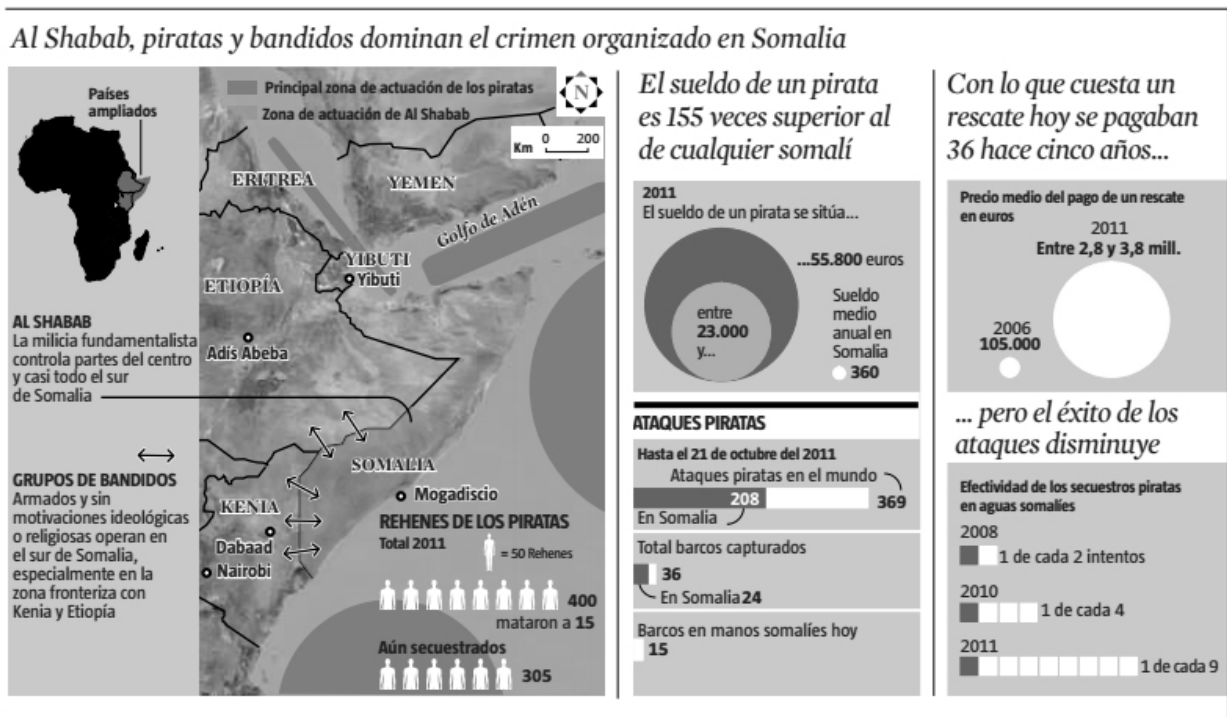 Al Shabab, piratas y bandidos dominan el crimen organizado en Somalia
Países
ampliados
Principal zona de actuación de los piratas
Zona de actuación de Al Shabab
N
Km
0
200
ERITREA
YEMEN
Golfo de Adén
YIBUTI
Yibuti
ETIOPÍA
Adís Abeba
AL SHABAB
La milicia fundamentalista
controla partes del centro
y casi todo el sur
de Somalia
GRUPOS DE BANDIDOS
Armados y sin
motivaciones ideológicas
o religiosas operan en
el sur de Somalia,
especialmente en la
zona fronteriza con
Kenia y Etiopía
SOMALIA
Mogadiscio
KENIA
Dabaad
Nairobi
REHENES DE LOS PIRATAS
Total 2011
= 50 Rehenes
400
mataron a 15
Aún secuestrados
305
El sueldo de un pirata
es 155 veces superior al
de cualquier somalí
2011
El sueldo de un pirata se sitúa...
...55.800 euros
entre
23.000
y...
Sueldo
medio
anual en
Somalia
360
ATAQUES PIRATAS
Hasta el 21 de octubre del 2011
Ataques piratas en el mundo
208
369
En Somalia
Total barcos capturados
36
En Somalia 24
Barcos en manos somalíes hoy
15
Con lo que cuesta un
rescate hoy se pagaban
36 hace cinco años...
Precio medio del pago de un rescate
en euros
2011
Entre 2,8 y 3,8 mill.
2006
105.000
... pero el éxito de los
ataques disminuye
Efectividad de los secuestros piratas
en aguas somalíes
2008
1 de cada 2 intentos
2010
1 de cada 4
2011
1 de cada 9